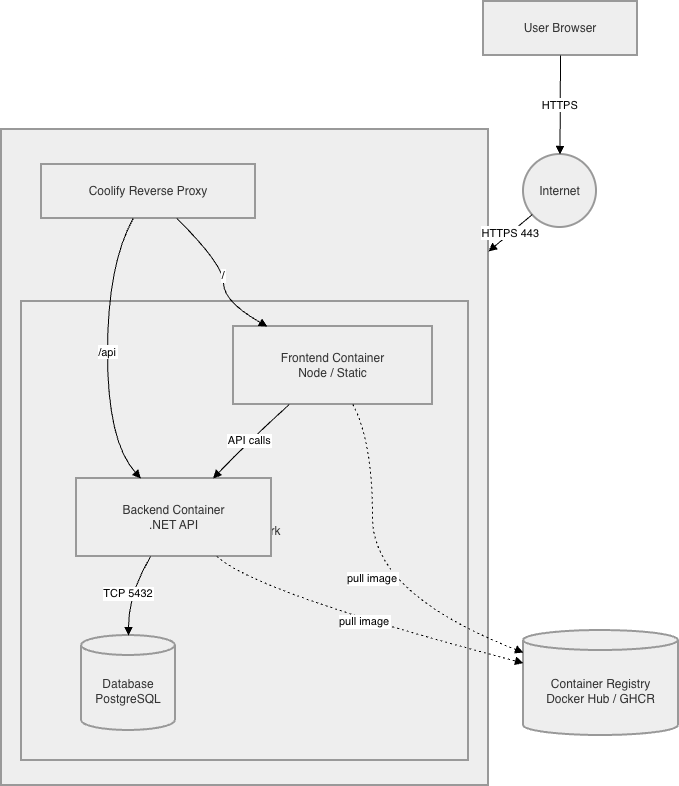 User Browser
HTTPS
Internet
HTTPS 443
Coolify Reverse Proxy
/
/api
Frontend Container
Node / Static
API calls
Backend Container
.NET API
rk
pull image
TCP 5432
pull image
Database
PostgreSQL
Container Registry
Docker Hub / GHCR